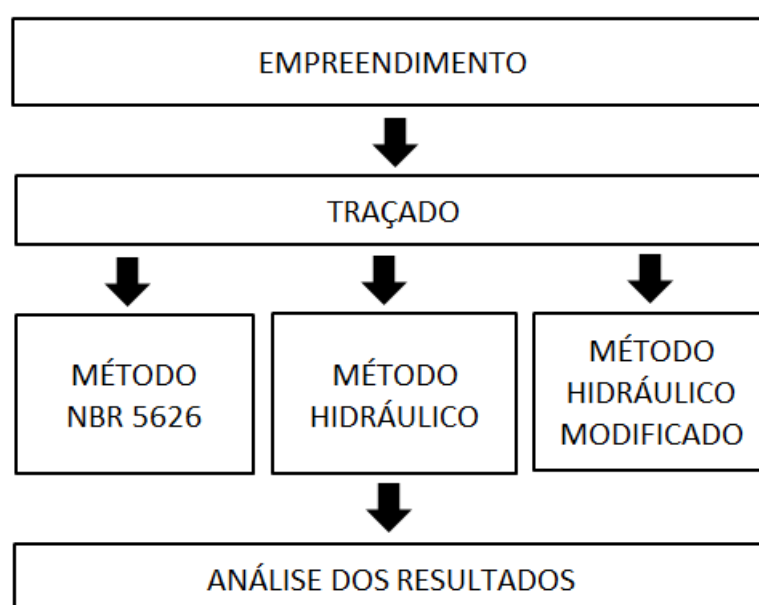 EMPREENDIMENTO
TRAÇADO
MÉTODO
NBR 5626
MÉTODO
HIDRÁULICO
MÉTODO
HIDRÁULICO
MODIFICADO
ANÁLISE DOS RESULTADOS